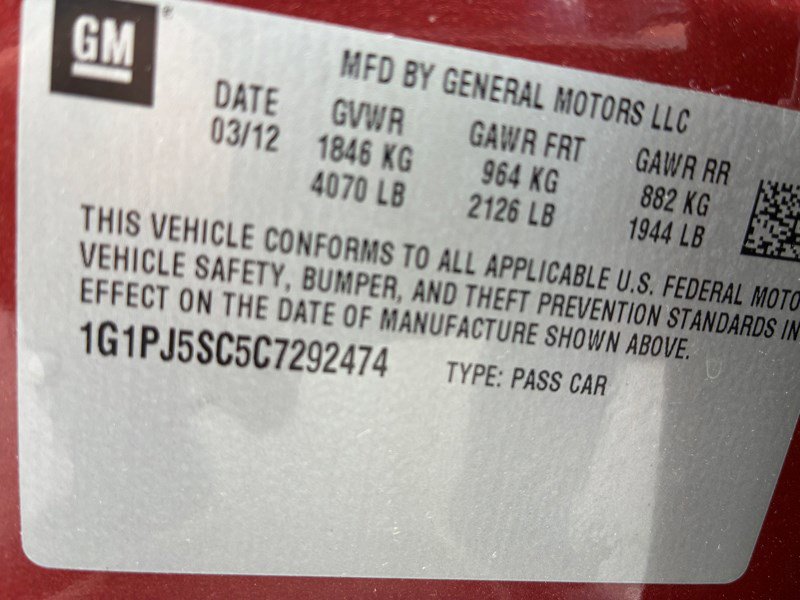 GM
MFD BY GENERAL MOTORS LLC
DATE GVWR GAWR FRT GAWR RR
03/12 1846 KG 964 KG 882 KG
4070 LB 2126 LB 1944 LB
THIS VEHICLE CONFORMS TO ALL APPLICABLE U.S. FEDERAL MOTO
VEHICLE SAFETY, BUMPER, AND THEFT PREVENTION STANDARDS IN
EFFECT ON THE DATE OF MANUFACTURE SHOWN ABOVE.
1G1PJ5SC5C7292474 TYPE: PASS CAR